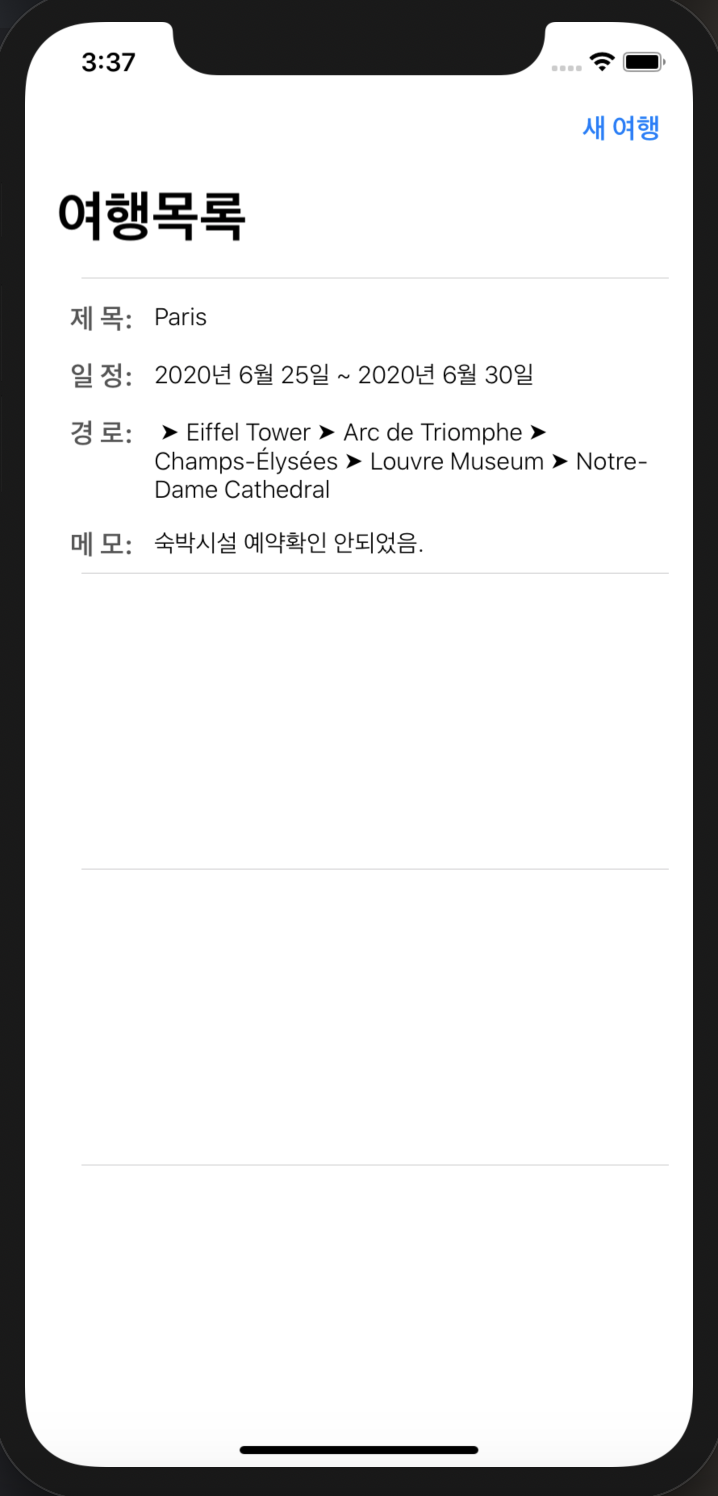 3:37
새 여행
여행목록
제 목: Paris
일 정: 2020년 6월 25일 ~ 2020년 6월 30일
경 로: ➤ Eiffel Tower ➤ Arc de Triomphe ➤
Champs-Élysées ➤ Louvre Museum ➤ Notre-
Dame Cathedral
메 모: 숙박시설 예약확인 안되었음.